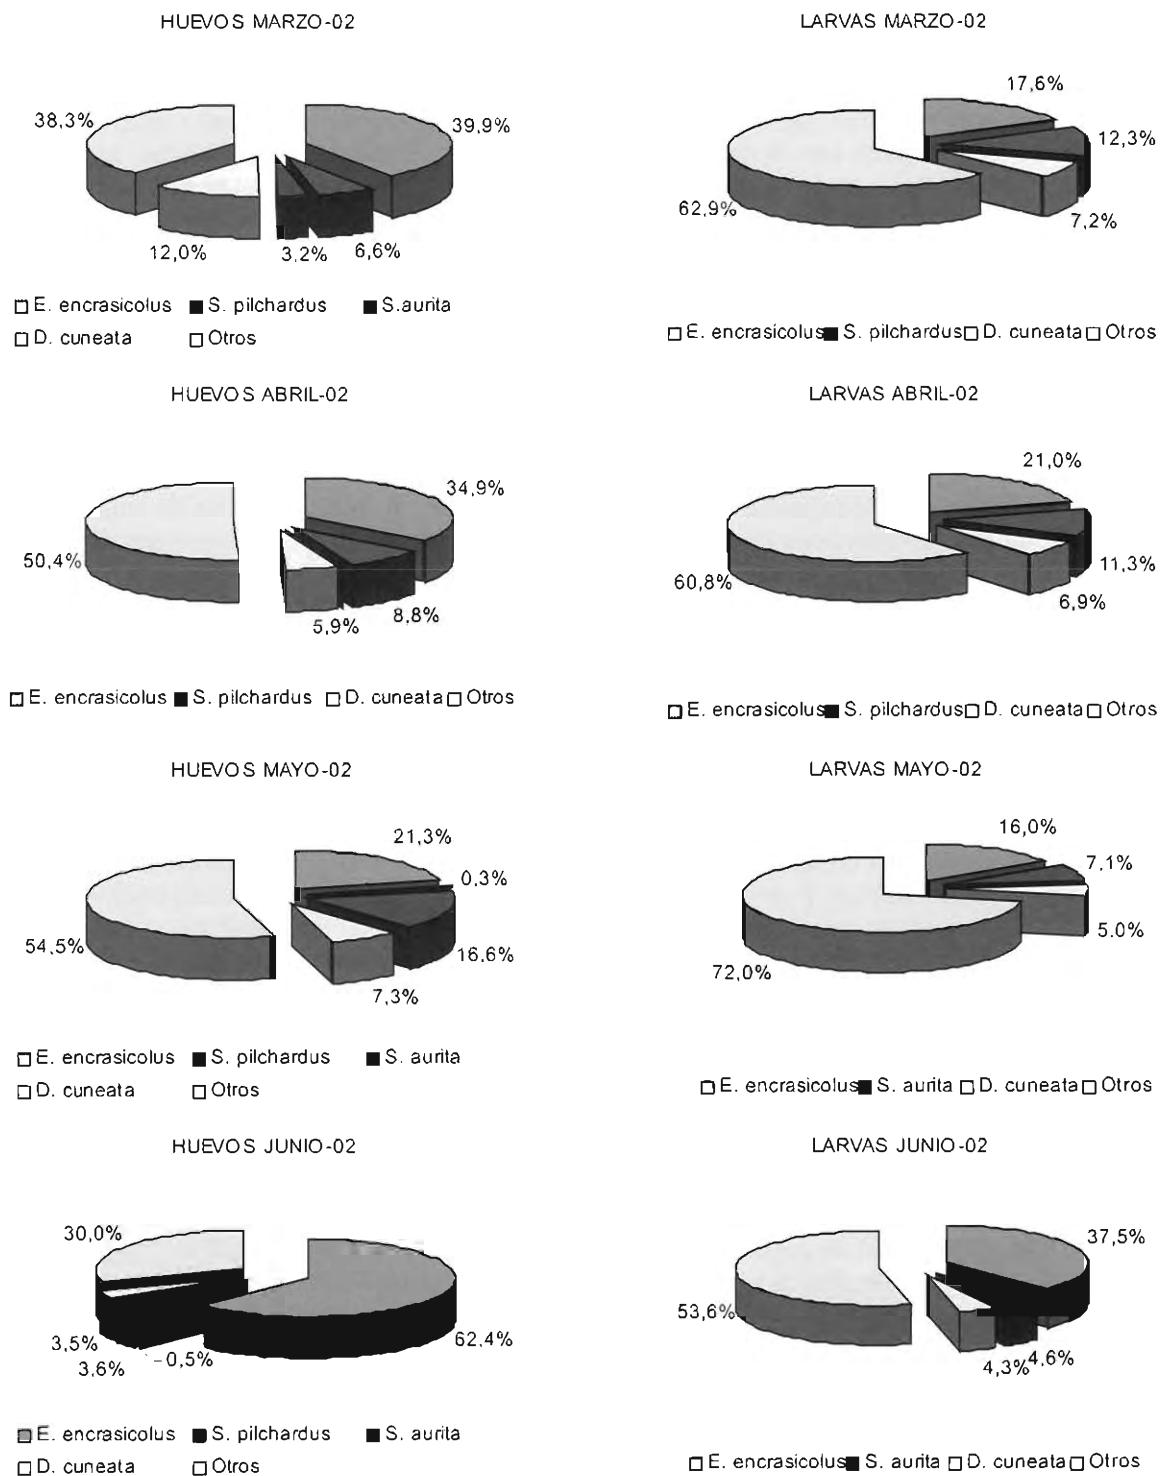 HUEVOS MARZO-02
38,3%
39,9%
12,0%
3,2%
6,6%
□ E. encrasicolus ■ S. pilchardus ■ S.aurita
□ D. cuneata □ Otros
LARVAS MARZO-02
17,6%
12,3%
62,9%
7,2%
□ E. encrasicolus ■ S. pilchardus □ D. cuneata □ Otros
HUEVOS ABRIL-02
34,9%
50,4%
5,9%
8,8%
□ E. encrasicolus ■ S. pilchardus □ D. cuneata □ Otros
LARVAS ABRIL-02
21,0%
11,3%
60,8%
6,9%
□ E. encrasicolus ■ S. pilchardus □ D. cuneata □ Otros
HUEVOS MAYO-02
21,3%
0,3%
54,5%
16,6%
7,3%
□ E. encrasicolus ■ S. pilchardus ■ S. aurita
□ D. cuneata □ Otros
LARVAS MAYO-02
16,0%
7,1%
5.0%
72,0%
□ E. encrasicolus ■ S. aurita □ D. cuneata □ Otros
HUEVOS JUNIO-02
30,0%
62,4%
3,5%
3,6%
0,5%
■ E. encrasicolus ■ S. pilchardus ■ S. aurita
□ D. cuneata □ Otros
LARVAS JUNIO-02
37,5%
53,6%
4,3%
4,6%
□ E. encrasicolus ■ S. aurita □ D. cuneata □ Otros